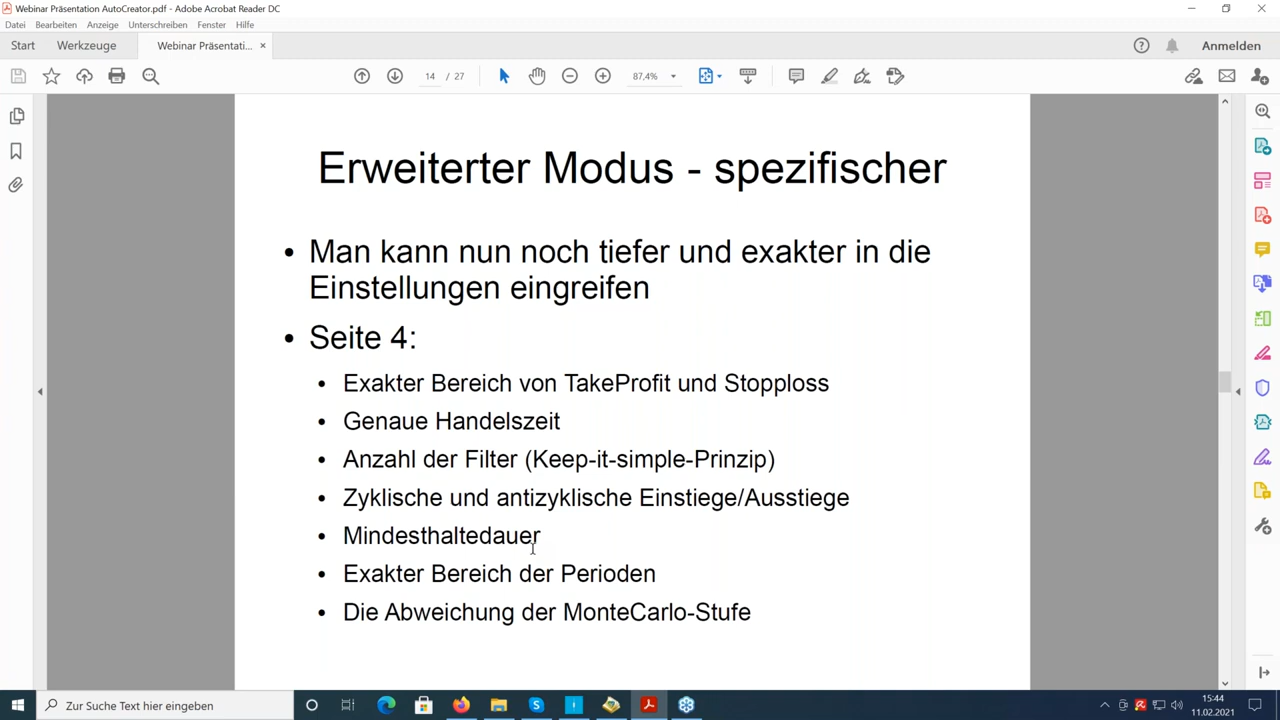 Webinar Präsentation AutoCreator.pdf - Adobe Acrobat Reader DC
Datei Bearbeiten Anzeige Unterschreiben Fenster Hilfe
Start Werkzeuge Webinar Präsentati... × Anmelden
14 / 27 87,4%
Erweiterter Modus - spezifischer
• Man kann nun noch tiefer und exakter in die
Einstellungen eingreifen
• Seite 4:
• Exakter Bereich von TakeProfit und Stopploss
• Genaue Handelszeit
• Anzahl der Filter (Keep-it-simple-Prinzip)
• Zyklische und antizyklische Einstiege/Ausstiege
• Mindesthaltedauer
• Exakter Bereich der Perioden
• Die Abweichung der MonteCarlo-Stufe
Zur Suche Text hier eingeben
15:44
11.02.2021